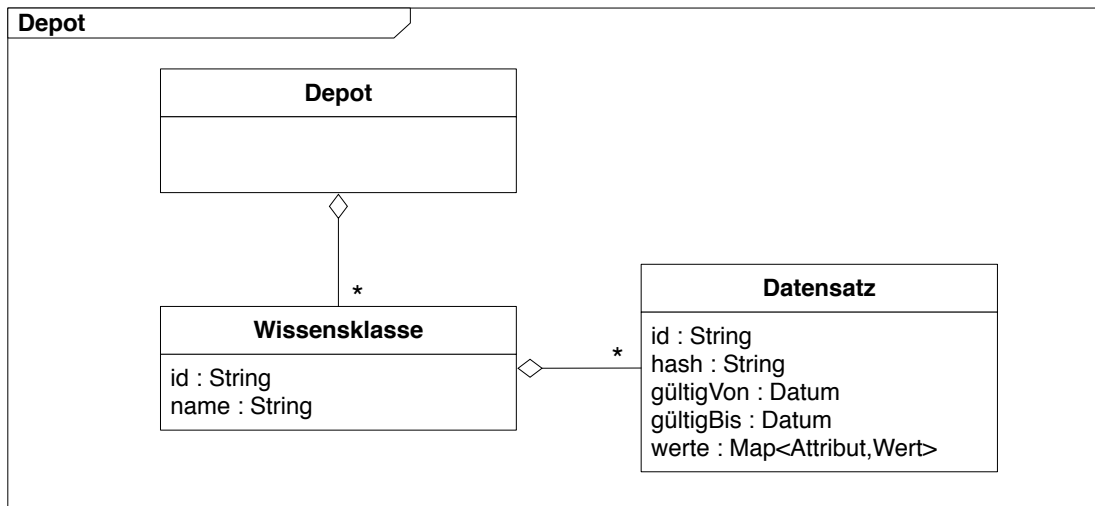 Depot
Depot
*
Wissensklasse
id : String
name : String
*
Datensatz
id : String
hash : String
gültigVon : Datum
gültigBis : Datum
werte : Map<Attribut,Wert>